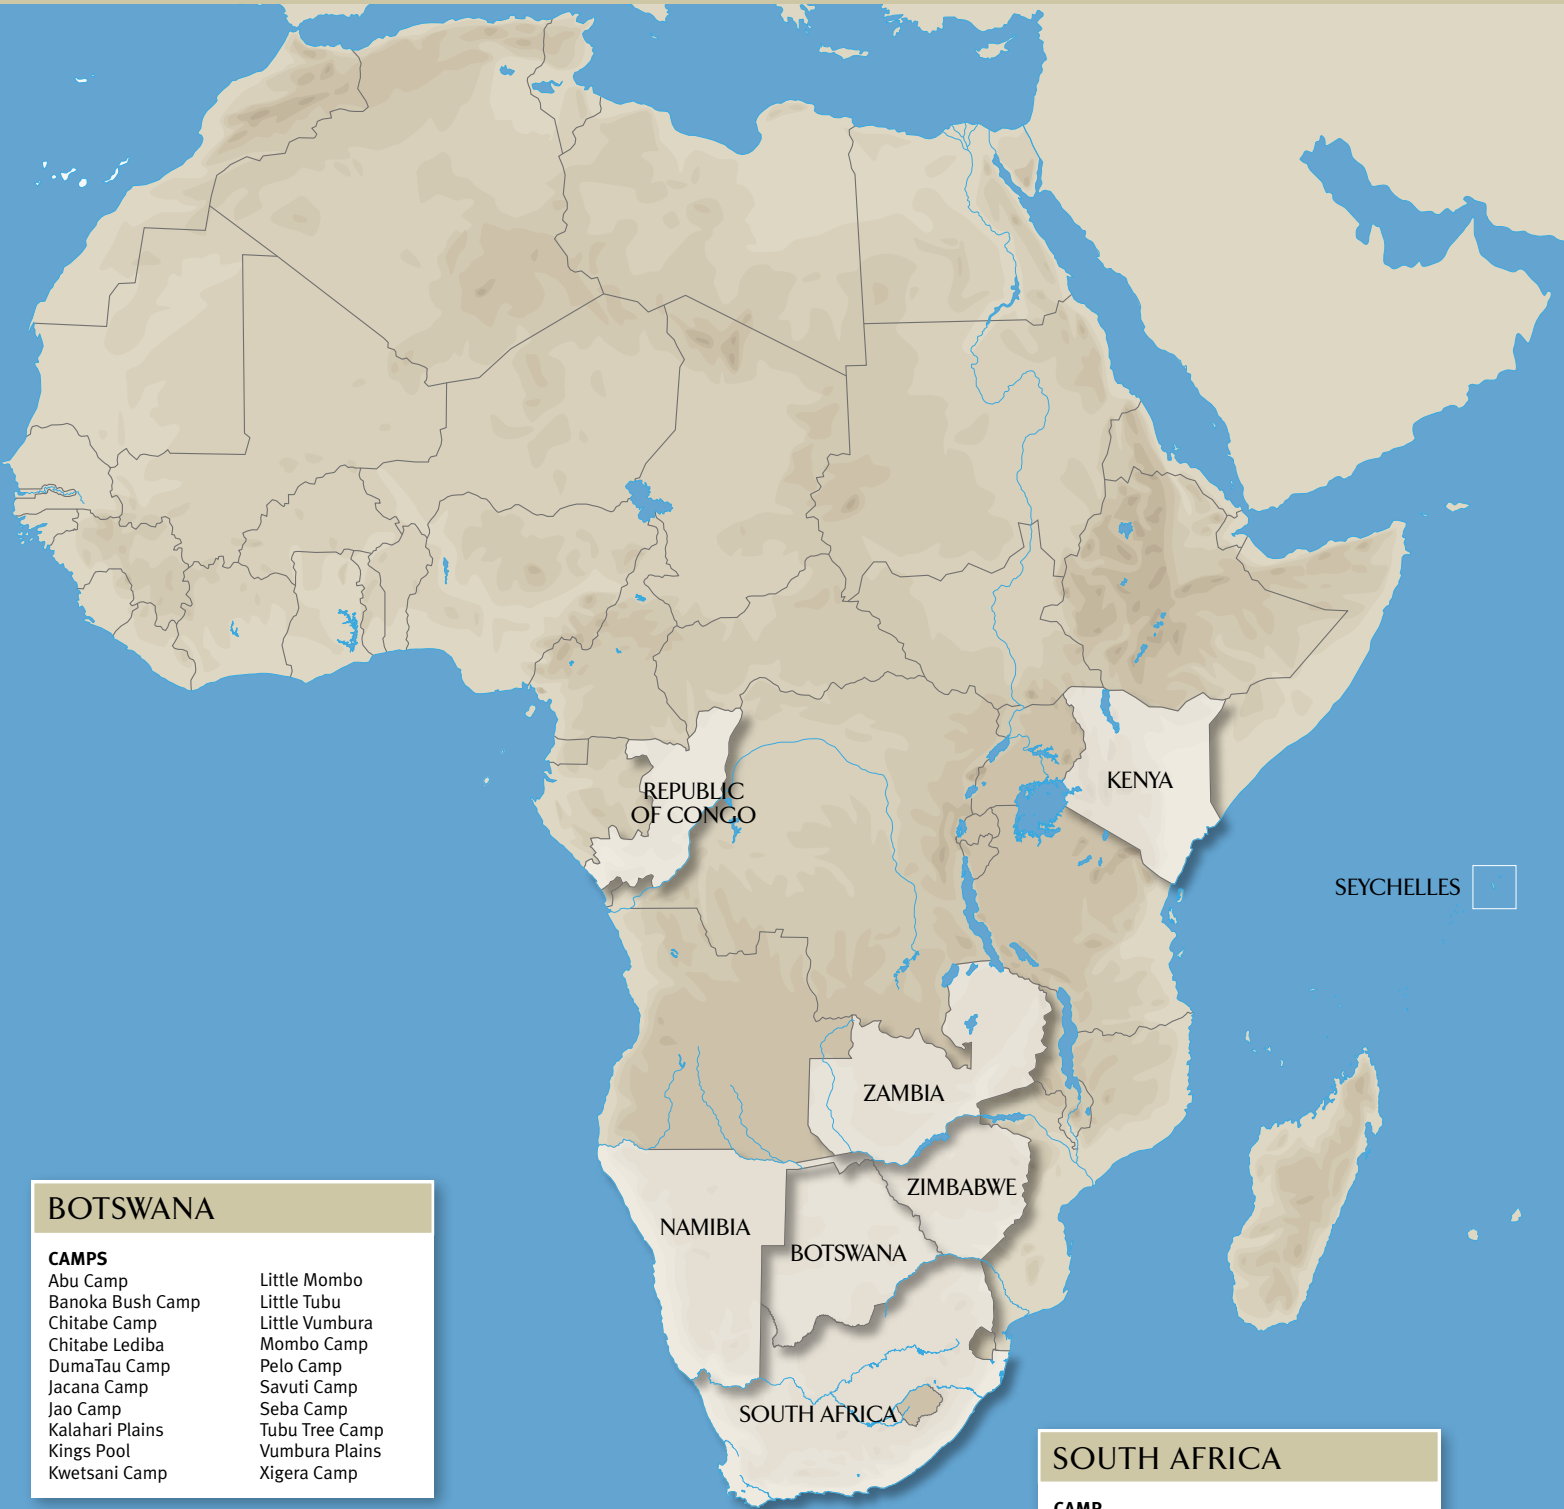 REPUBLIC
OF CONGO
KENYA
SEYCHELLES
ZAMBIA
ZIMBABWE
NAMIBIA
BOTSWANA
SOUTH AFRICA
BOTSWANA
CAMPS
Abu Camp
Banoka Bush Camp
Chitabe Camp
Chitabe Lediba
DumaTau Camp
Jacana Camp
Jao Camp
Kalahari Plains
Kings Pool
Kwetsani Camp
Little Mombo
Little Tubu
Little Vumbura
Mombo Camp
Pelo Camp
Savuti Camp
Seba Camp
Tubu Tree Camp
Vumbura Plains
Xigera Camp
SOUTH AFRICA
CAMP